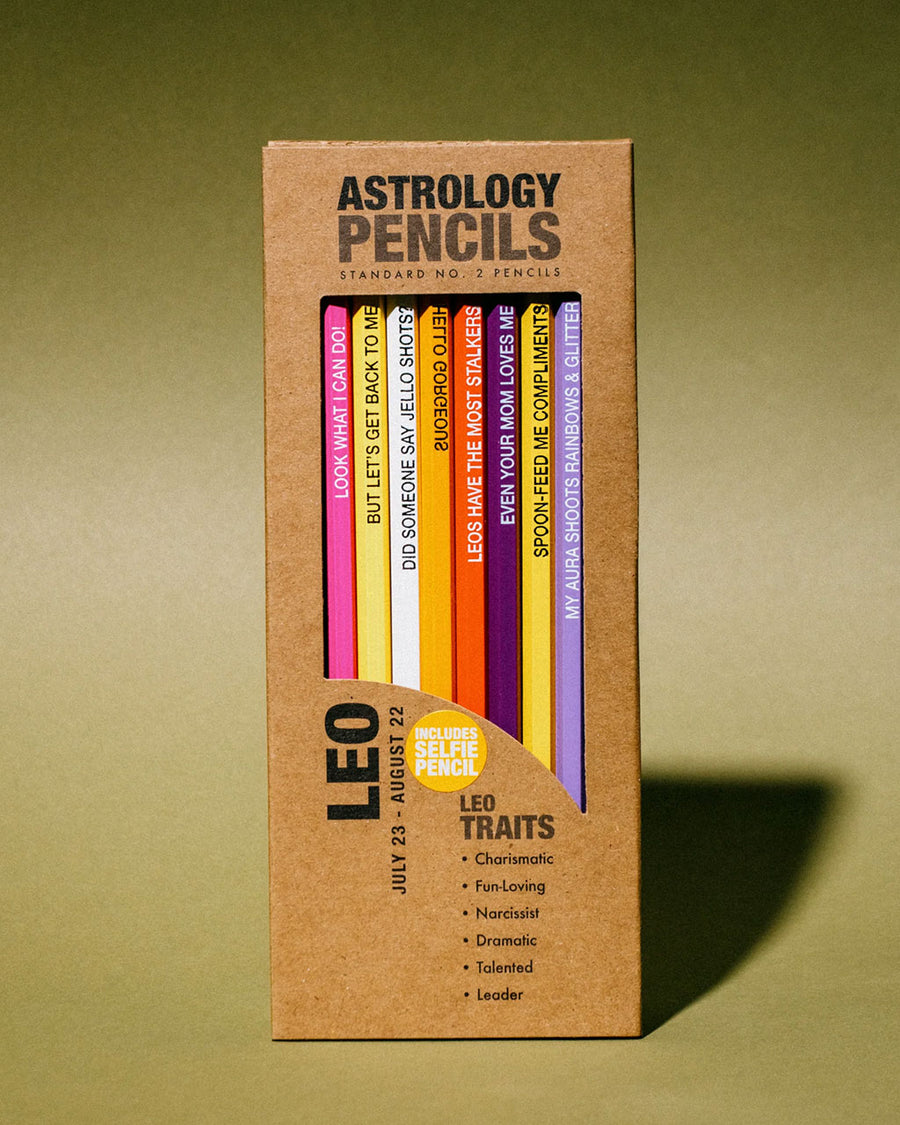 ASTROLOGY
PENCILS
STANDARD NO. 2 PENCILS
LOOK WHAT I CAN DO!
BUT LET'S GET BACK TO ME
DID SOMEONE SAY JELLO SHOTS?
HELLO GORGEOUS
LEOS HAVE THE MOST STALKERS
EVEN YOUR MOM LOVES ME
SPOON-FEED ME COMPLIMENTS
MY AURA SHOOTS RAINBOWS & GLITTER
LEO
JULY 23 - AUGUST 22
INCLUDES
SELFIE
PENCIL
LEO
TRAITS
• Charismatic
• Fun-Loving
• Narcissist
• Dramatic
• Talented
• Leader